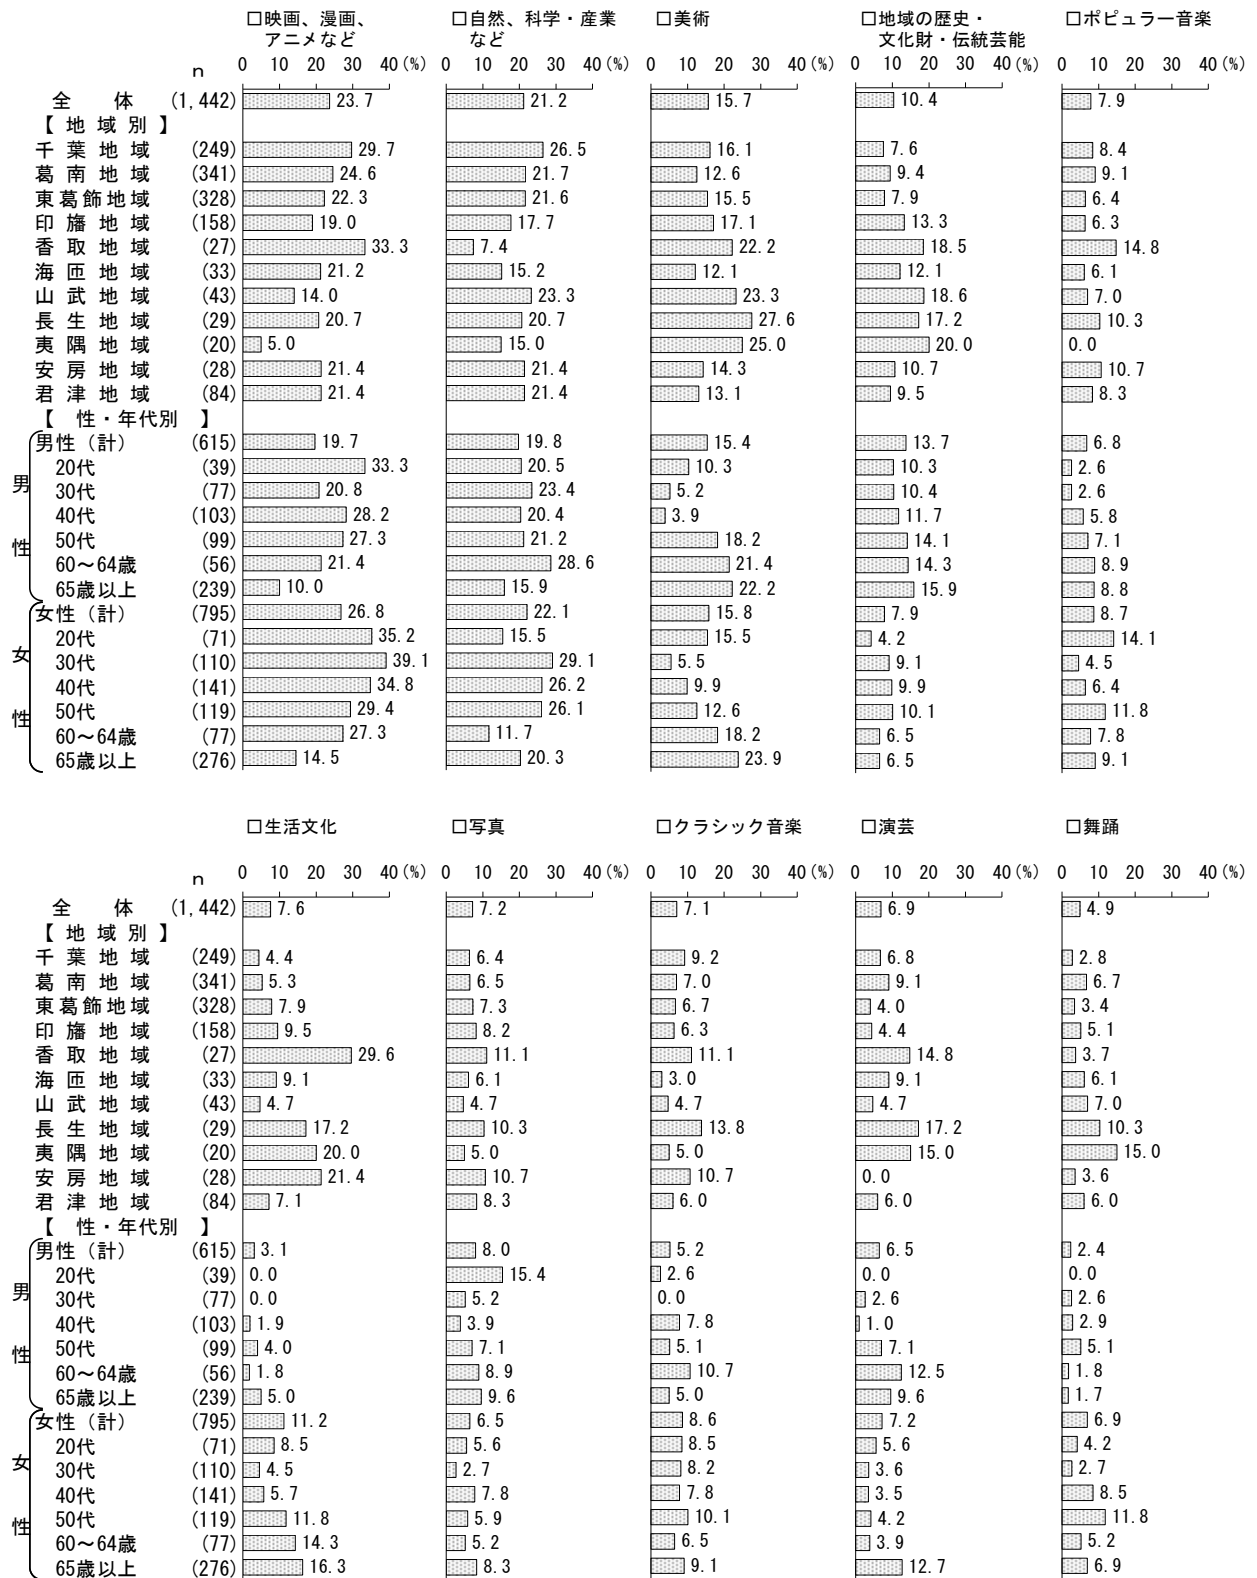 □映画、漫画、 □自然、科学・産業 □美術 □地域の歴史・ □ポピュラー音楽
アニメなど など 文化財・伝統芸能
n 0 10 20 30 40(%) 0 10 20 30 40(%) 0 10 20 30 40(%) 0 10 20 30 40(%) 0 10 20 30 40(%)
全体 (1,442) 23.7 21.2 15.7 10.4 7.9
【地域別】
千葉地域 (249) 29.7 26.5 16.1 7.6 8.4
葛南地域 (341) 24.6 21.7 12.6 9.4 9.1
東葛飾地域 (328) 22.3 21.6 15.5 7.9 6.4
印旛地域 (158) 19.0 17.7 17.1 13.3 6.3
香取地域 (27) 33.3 7.4 22.2 18.5 14.8
海匝地域 (33) 21.2 15.2 12.1 12.1 6.1
山武地域 (43) 14.0 23.3 23.3 18.6 7.0
長生地域 (29) 20.7 20.7 27.6 17.2 10.3
夷隅地域 (20) 5.0 15.0 25.0 20.0 0.0
安房地域 (28) 21.4 21.4 14.3 10.7 10.7
君津地域 (84) 21.4 21.4 13.1 9.5 8.3
【 性・年代別 】
男性（計） (615) 19.7 19.8 15.4 13.7 6.8
20代 (39) 33.3 20.5 10.3 10.3 2.6
男 30代 (77) 20.8 23.4 5.2 10.4 2.6
40代 (103) 28.2 20.4 3.9 11.7 5.8
性 50代 (99) 27.3 21.2 18.2 14.1 7.1
60～64歳 (56) 21.4 28.6 21.4 14.3 8.9
65歳以上 (239) 10.0 15.9 22.2 15.9 8.8
女性（計） (795) 26.8 22.1 15.8 7.9 8.7
20代 (71) 35.2 15.5 15.5 4.2 14.1
女 30代 (110) 39.1 29.1 5.5 9.1 4.5
40代 (141) 34.8 26.2 9.9 9.9 6.4
性 50代 (119) 29.4 26.1 12.6 10.1 11.8
60～64歳 (77) 27.3 11.7 18.2 6.5 7.8
65歳以上 (276) 14.5 20.3 23.9 6.5 9.1
□生活文化 □写真 □クラシック音楽 □演芸 □舞踊
n 0 10 20 30 40(%) 0 10 20 30 40(%) 0 10 20 30 40(%) 0 10 20 30 40(%) 0 10 20 30 40(%)
全体 (1,442) 7.6 7.2 7.1 6.9 4.9
【地域別】
千葉地域 (249) 4.4 6.4 9.2 6.8 2.8
葛南地域 (341) 5.3 6.5 7.0 9.1 6.7
東葛飾地域 (328) 7.9 7.3 6.7 4.0 3.4
印旛地域 (158) 9.5 8.2 6.3 4.4 5.1
香取地域 (27) 29.6 11.1 11.1 14.8 3.7
海匝地域 (33) 9.1 6.1 3.0 9.1 6.1
山武地域 (43) 4.7 4.7 4.7 4.7 7.0
長生地域 (29) 17.2 10.3 13.8 17.2 10.3
夷隅地域 (20) 20.0 5.0 5.0 15.0 15.0
安房地域 (28) 21.4 10.7 10.7 0.0 3.6
君津地域 (84) 7.1 8.3 6.0 6.0 6.0
【 性・年代別 】
男性（計） (615) 3.1 8.0 5.2 6.5 2.4
20代 (39) 0.0 15.4 2.6 0.0 0.0
男 30代 (77) 0.0 5.2 0.0 2.6 2.6
40代 (103) 1.9 3.9 7.8 1.0 2.9
性 50代 (99) 4.0 7.1 5.1 7.1 5.1
60～64歳 (56) 1.8 8.9 10.7 12.5 1.8
65歳以上 (239) 5.0 9.6 5.0 9.6 1.7
女性（計） (795) 11.2 6.5 8.6 7.2 6.9
20代 (71) 8.5 5.6 8.5 5.6 4.2
女 30代 (110) 4.5 2.7 8.2 3.6 2.7
40代 (141) 5.7 7.8 7.8 3.5 8.5
性 50代 (119) 11.8 5.9 10.1 4.2 11.8
60～64歳 (77) 14.3 5.2 6.5 3.9 5.2
65歳以上 (276) 16.3 8.3 9.1 12.7 6.9